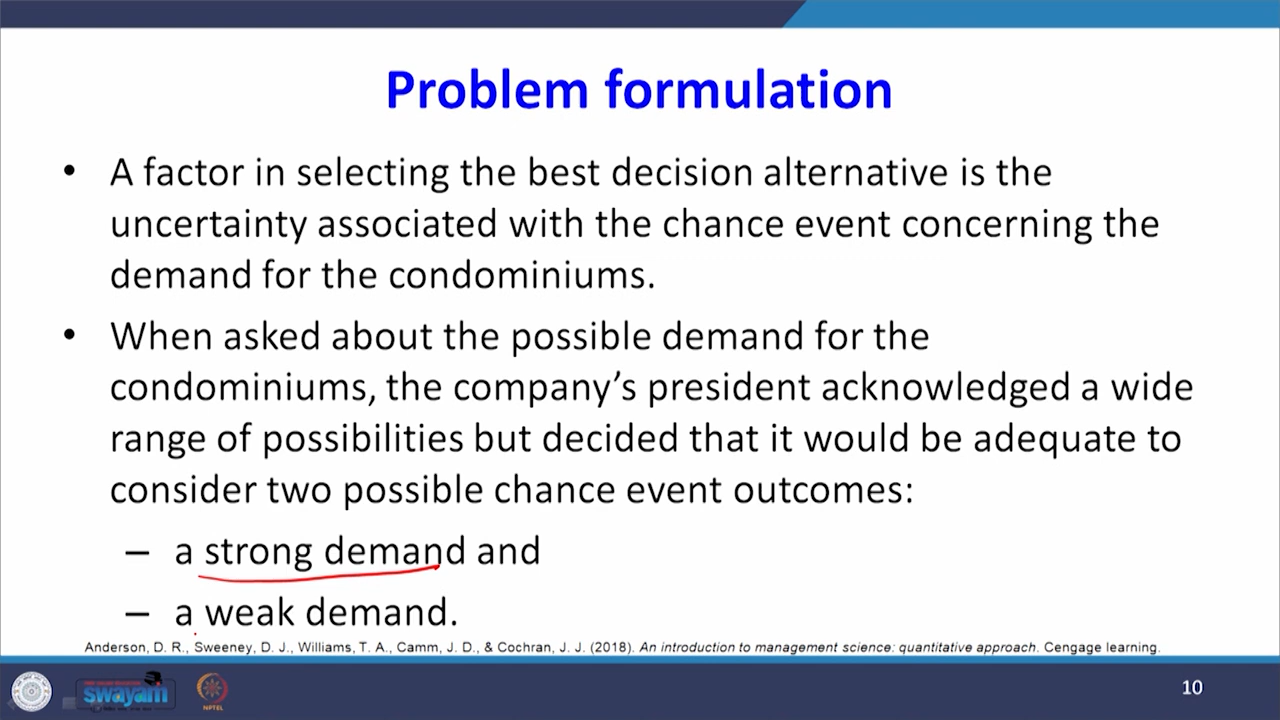 Problem formulation
• A factor in selecting the best decision alternative is the
uncertainty associated with the chance event concerning the
demand for the condominiums.
• When asked about the possible demand for the
condominiums, the company’s president acknowledged a wide
range of possibilities but decided that it would be adequate to
consider two possible chance event outcomes:
– a strong demand and
– a weak demand.
Anderson, D. R., Sweeney, D. J., Williams, T. A., Camm, J. D., & Cochran, J. J. (2018). An introduction to management science: quantitative approach. Cengage learning.
swayam
NPTEL
10